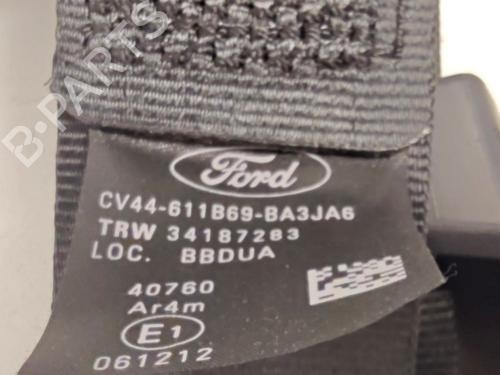 B-PARTS
Ford
CV44-611B69-BA3JA6
TRW 34187283
LOC. BBDUA
40760
Ar4m
E1
061212